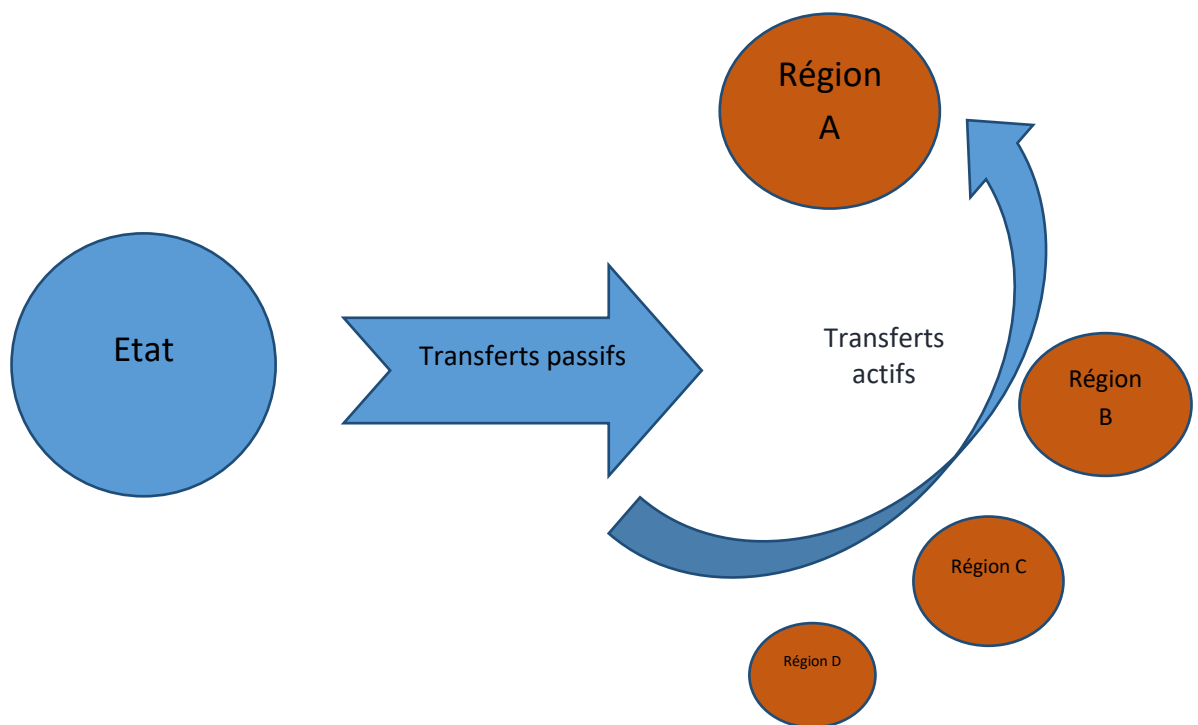 Région
A
Etat
Transferts passifs
Transferts
actifs
Région
B
Région C
Région D